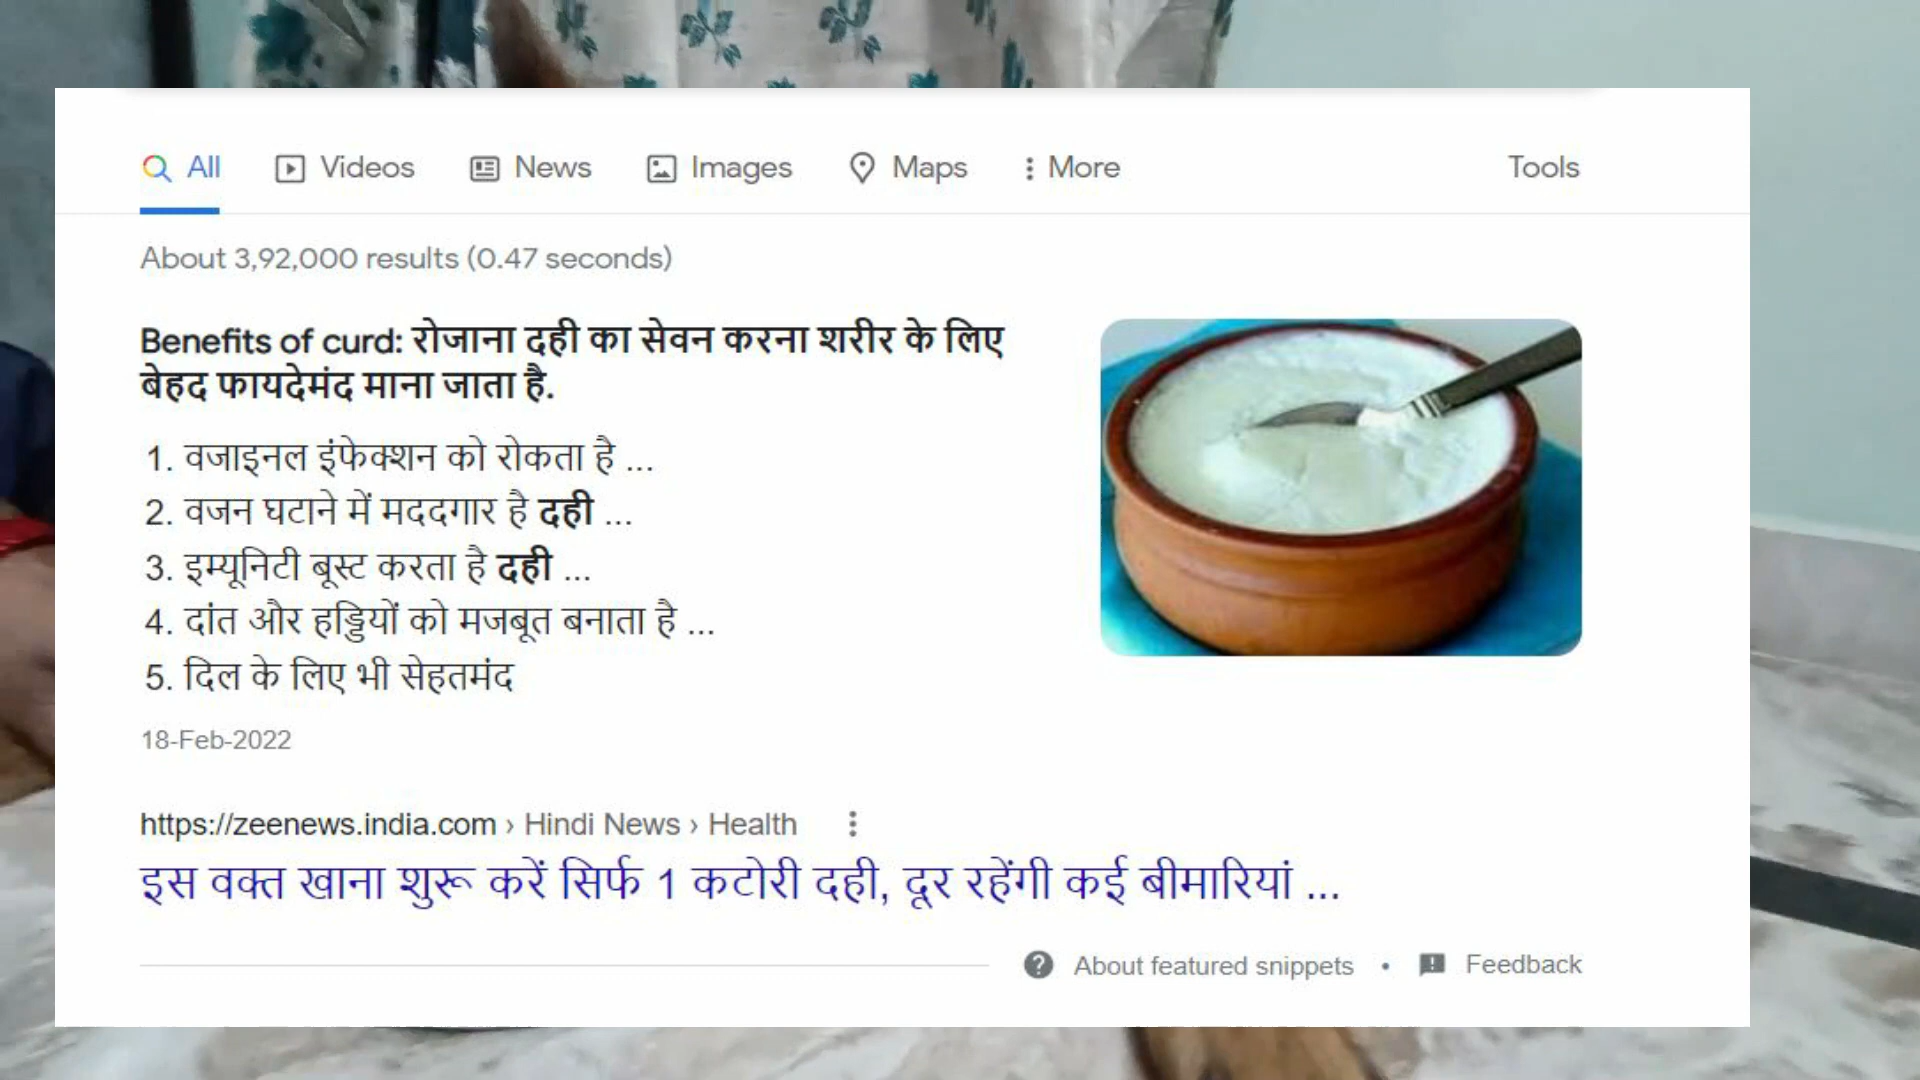 All Videos News Images Maps More Tools
About 3,92,000 results (0.47 seconds)
Benefits of curd: रोजाना दही का सेवन करना शरीर के लिए
बेहद फायदेमंद माना जाता है.
1. वजाइनल इंफेक्शन को रोकता है ...
2. वजन घटाने में मददगार है दही ...
3. इम्यूनिटी बूस्ट करता है दही ...
4. दांत और हड्डियों को मजबूत बनाता है ...
5. दिल के लिए भी सेहतमंद
18-Feb-2022
https://zeenews.india.com › Hindi News › Health
इस वक्त खाना शुरू करें सिर्फ 1 कटोरी दही, दूर रहेंगी कई बीमारियां ...
About featured snippets • Feedback